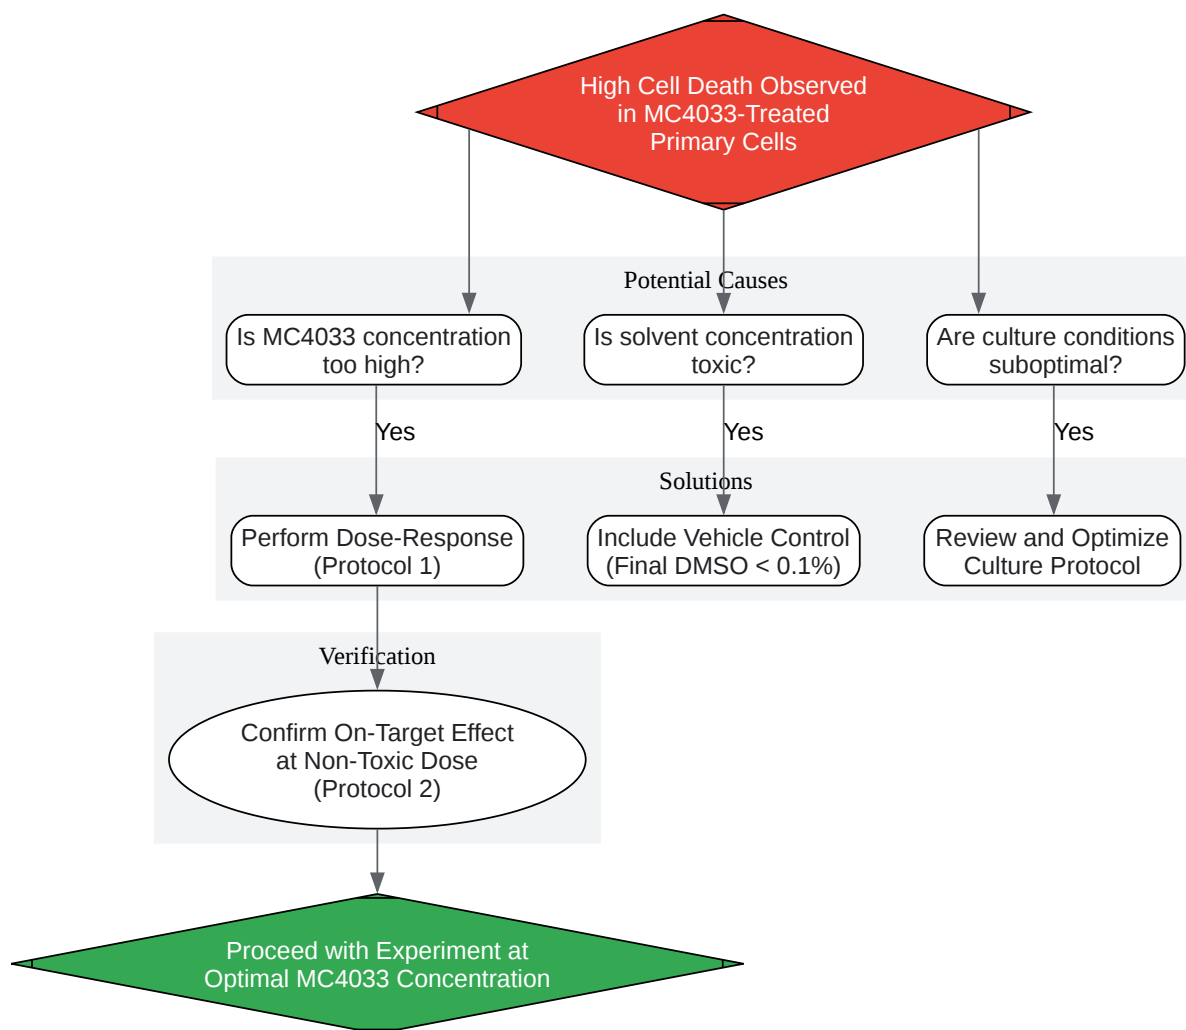 High Cell Death Observed
in MC4033-Treated
Primary Cells
Potential Causes
Is MC4033 concentration
too high?
Is solvent concentration
toxic?
Are culture conditions
suboptimal?
Yes
Yes
Yes
Solutions
Perform Dose-Response
(Protocol 1)
Include Vehicle Control
(Final DMSO < 0.1%)
Review and Optimize
Culture Protocol
Verification
Confirm On-Target Effect
at Non-Toxic Dose
(Protocol 2)
Proceed with Experiment at
Optimal MC4033 Concentration